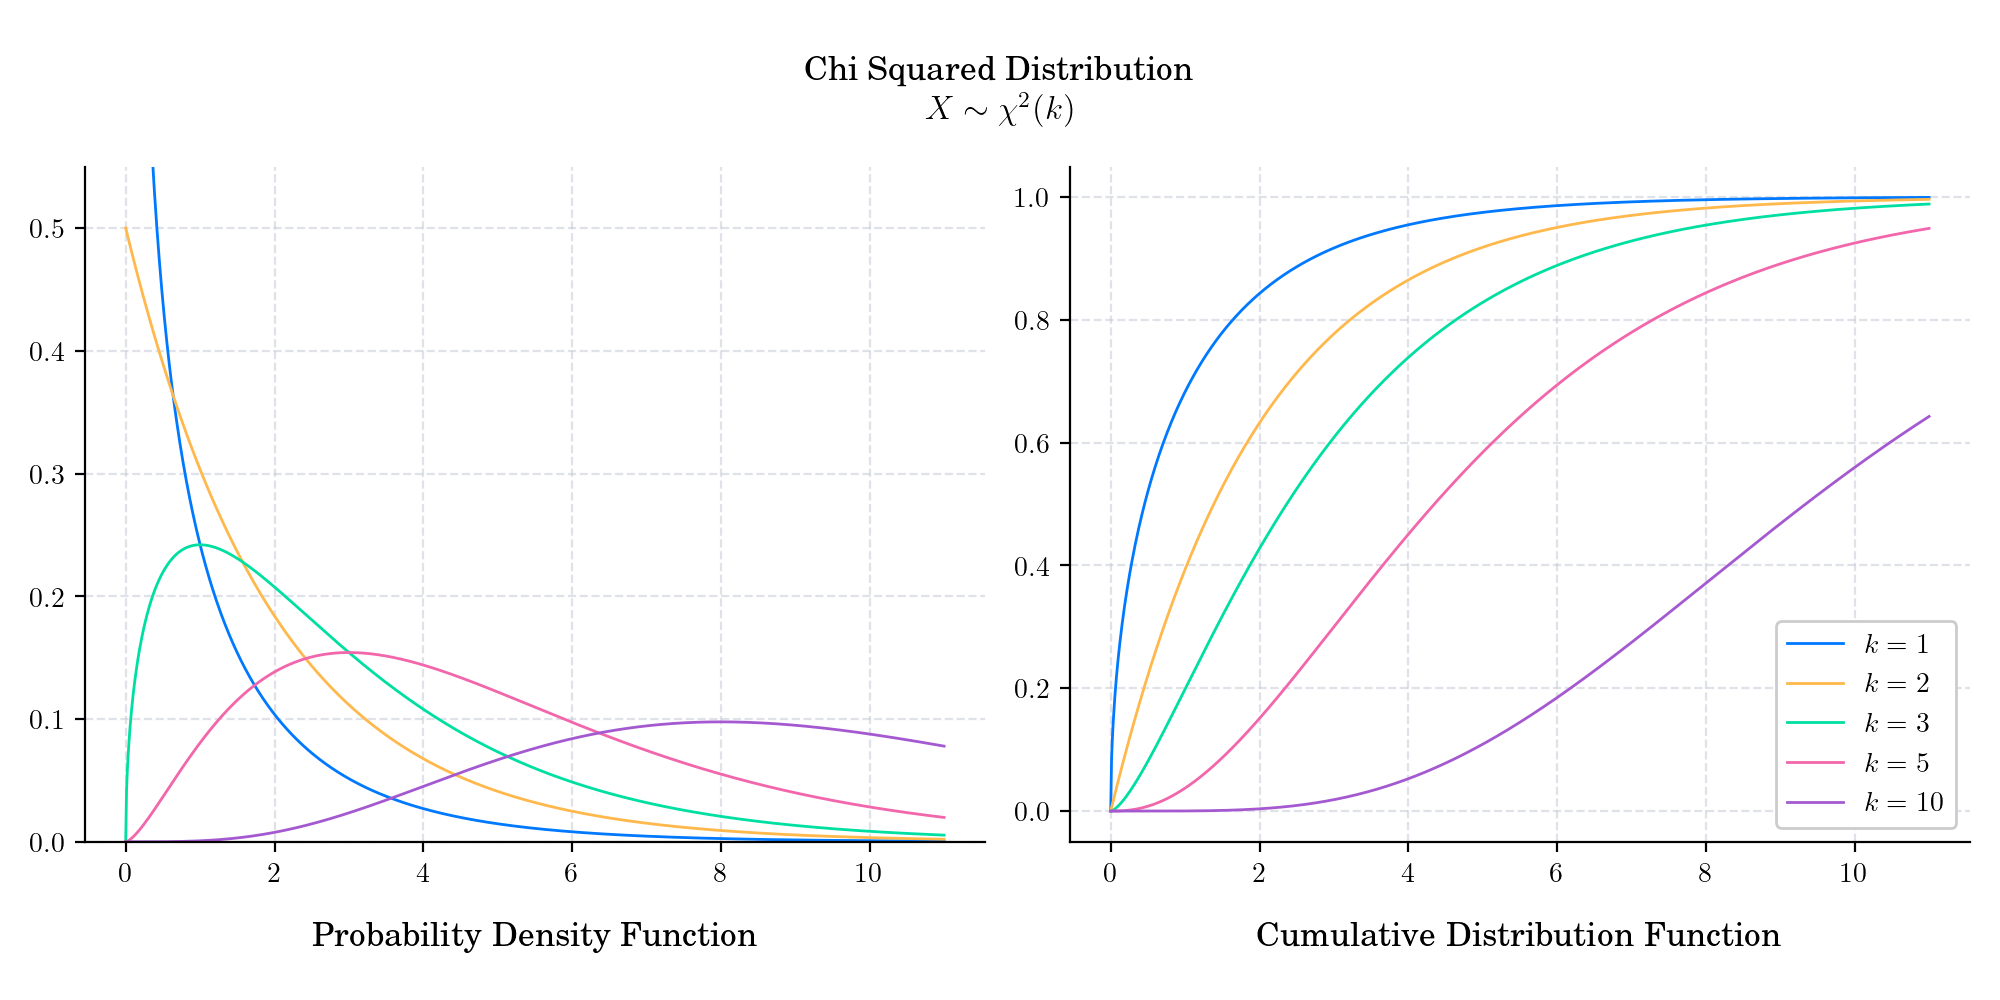 Chi Squared Distribution
X ∼ χ²(k)
0.5
0.4
0.3
0.2
0.1
0.0
0 2 4 6 8 10
Probability Density Function
1.0
0.8
0.6
0.4
0.2
0.0
0 2 4 6 8 10
k = 1
k = 2
k = 3
k = 5
k = 10
Cumulative Distribution Function